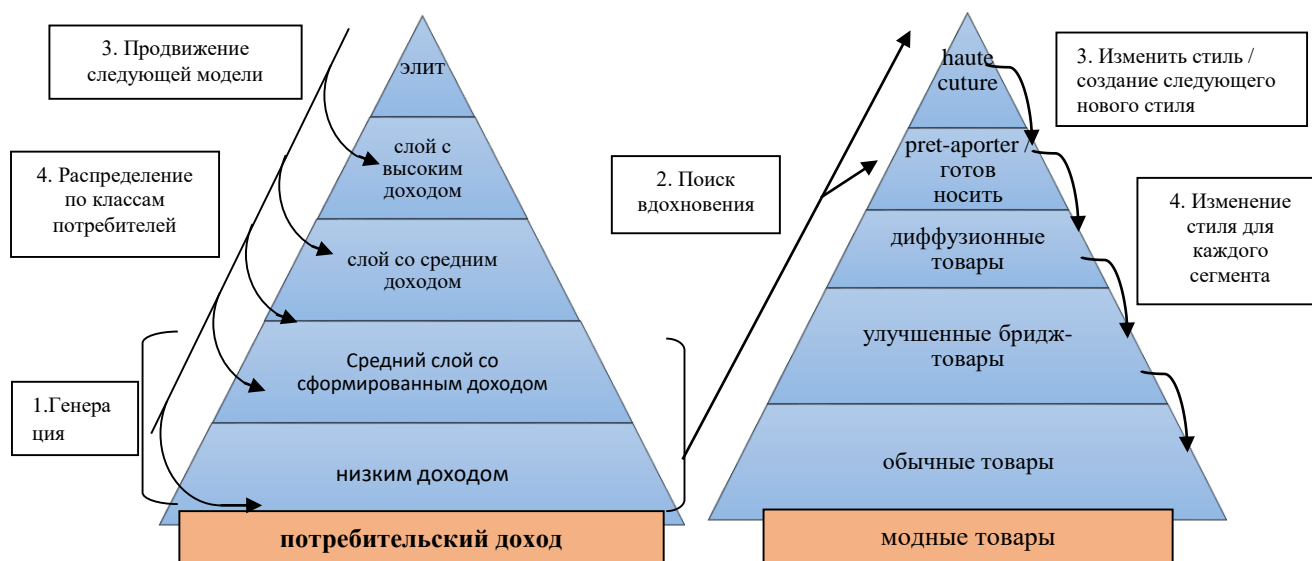 3. Продвижение
следующей модели
4. Распределение
по классам
потребителей
1.Генера
ция
элит
слой с
высоким
доходом
слой со средним
доходом
Средний слой со
сформированным доходом
низким доходом
потребительский доход
2. Поиск
вдохновения
haute
cuture
pret-aporter /
готов
носить
диффузионные
товары
улучшенные бридж-
товары
обычные товары
модные товары
3. Изменить стиль /
создание следующего
нового стиля
4. Изменение
стиля для
каждого
сегмента